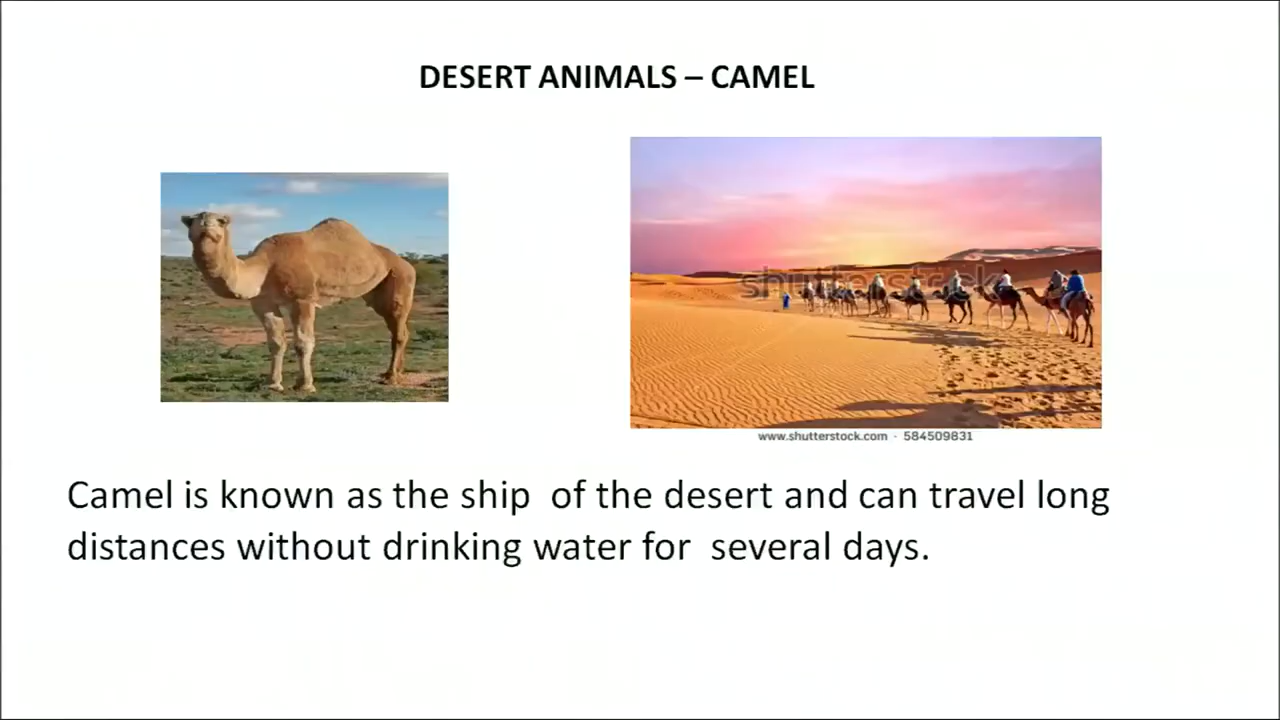 DESERT ANIMALS – CAMEL
shutterstock
www.shutterstock.com · 584509831
Camel is known as the ship of the desert and can travel long
distances without drinking water for several days.